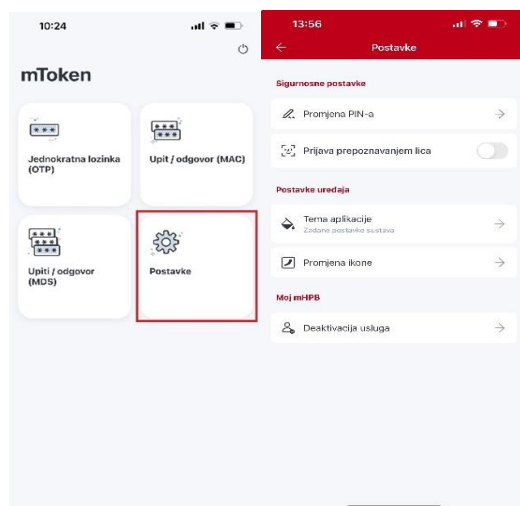 10:24
mToken
Jednokratna lozinka
(OTP)
Upit / odgovor (MAC)
Upiti / odgovor
(MDS)
Postavke
13:56
Postavke
Sigurnosne postavke
Promjena PIN-a
Prijava prepoznavanjem lica
Postavke uređaja
Tema aplikacije
Zadane postavke sustava
Promjena ikone
Moj mHPB
Deaktivacija usluga